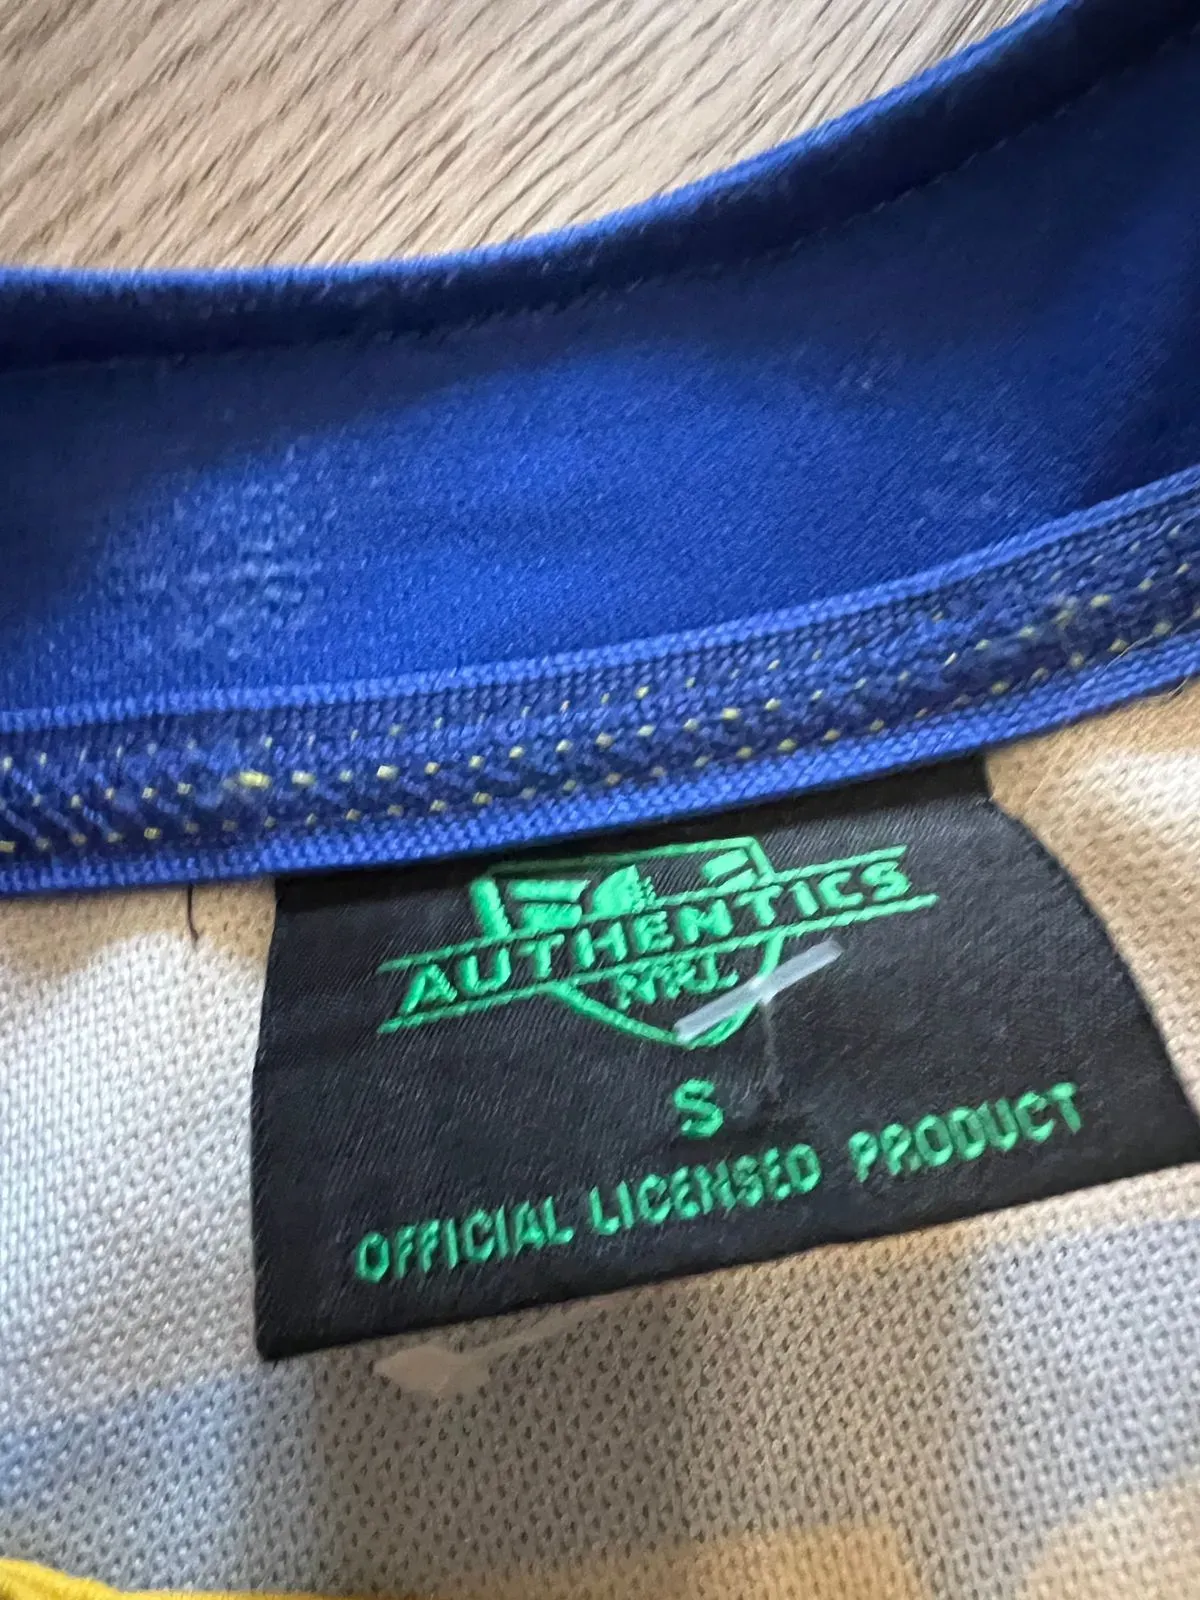 AUTHENTICS
NRL
S
OFFICIAL LICENSED PRODUCT